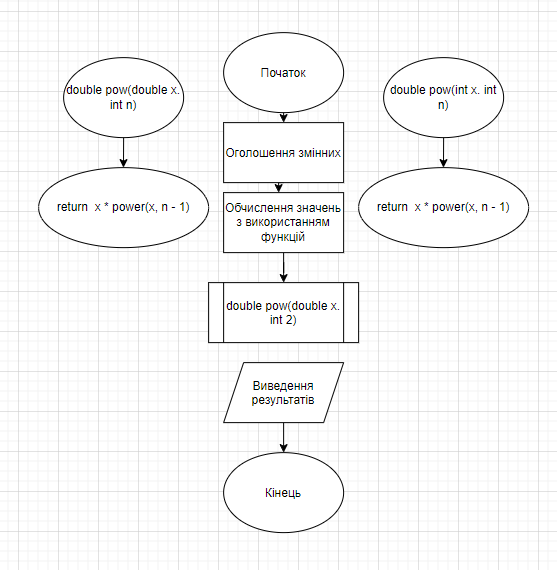 double pow(double x.
int n)
return  x * power(x, n - 1)
Початок
Оголошення змінних
Обчислення значень
з використанням
функцій
double pow(double x.
int 2)
Виведення
результатів
Кінець
double pow(int x. int
n)
return  x * power(x, n - 1)